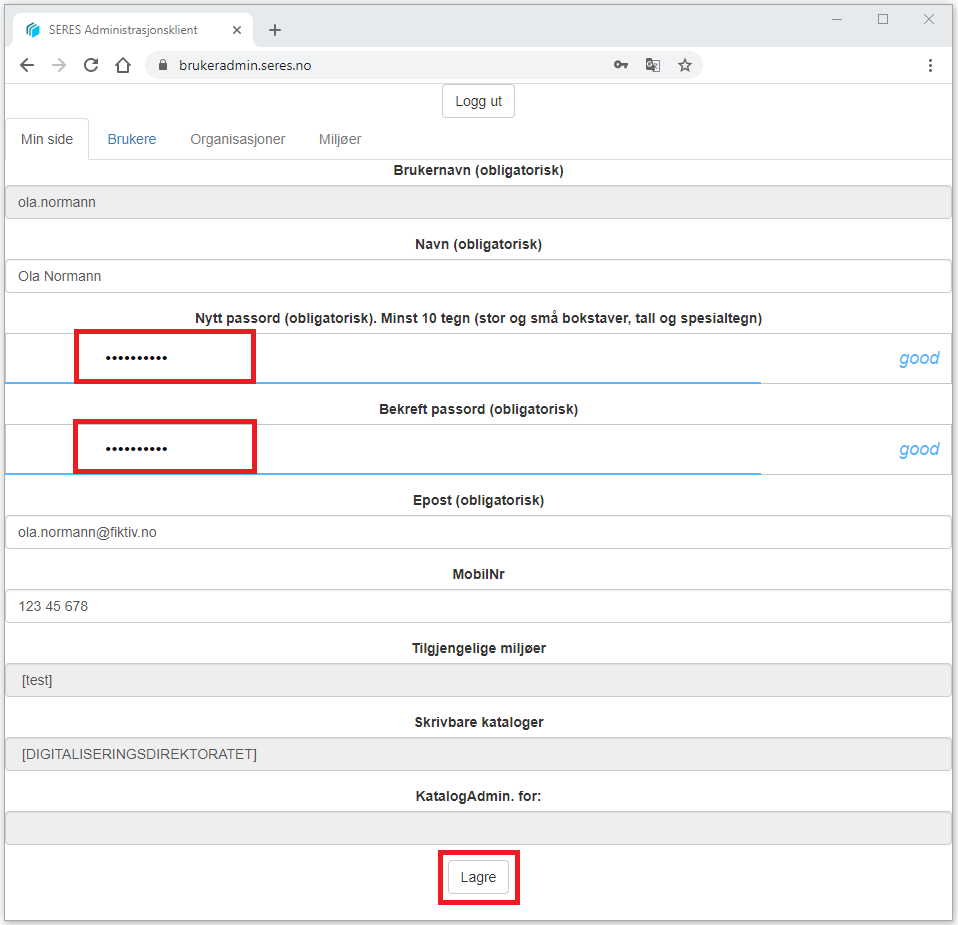 SERES Administrasjonsklient
brukeradmin.seres.no
Logg ut
Min side Brukere Organisasjoner Miljøer
Brukernavn (obligatorisk)
ola.normann
Navn (obligatorisk)
Ola Normann
Nytt passord (obligatorisk). Minst 10 tegn (stor og små bokstaver, tall og spesialtegn)
•••••••••• good
Bekreft passord (obligatorisk)
•••••••••• good
Epost (obligatorisk)
ola.normann@fiktiv.no
MobilNr
123 45 678
Tilgjengelige miljøer
[test]
Skrivbare kataloger
[DIGITALISERINGSDIREKTORATET]
KatalogAdmin. for:
Lagre